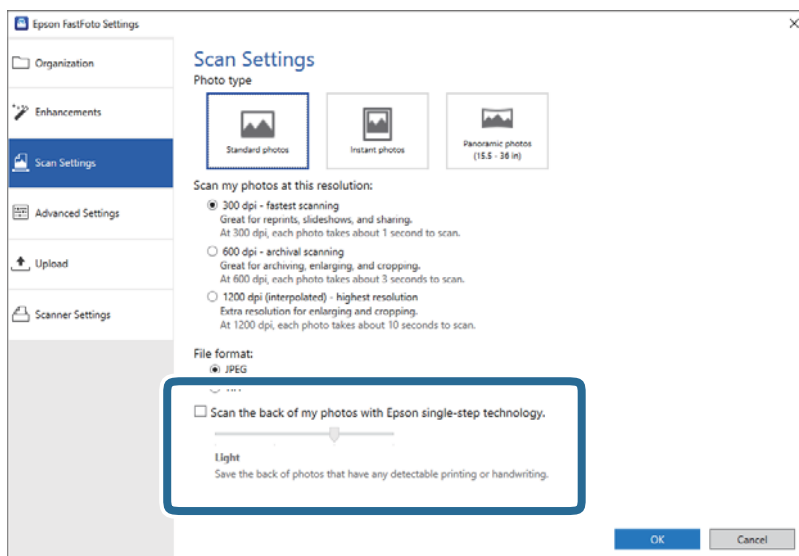 Epson FastFoto Settings
Organization
Enhancements
Scan Settings
Advanced Settings
Upload
Scanner Settings
Scan Settings
Photo type
Standard photos
Instant photos
Panoramic photos
(15.5 - 36 in)
Scan my photos at this resolution:
300 dpi - fastest scanning
Great for reprints, slideshows, and sharing.
At 300 dpi, each photo takes about 1 second to scan.
600 dpi - archival scanning
Great for archiving, enlarging, and cropping.
At 600 dpi, each photo takes about 3 seconds to scan.
1200 dpi (interpolated) - highest resolution
Extra resolution for enlarging and cropping.
At 1200 dpi, each photo takes about 10 seconds to scan.
File format:
JPEG
Scan the back of my photos with Epson single-step technology.
Light
Save the back of photos that have any detectable printing or handwriting.
OK
Cancel